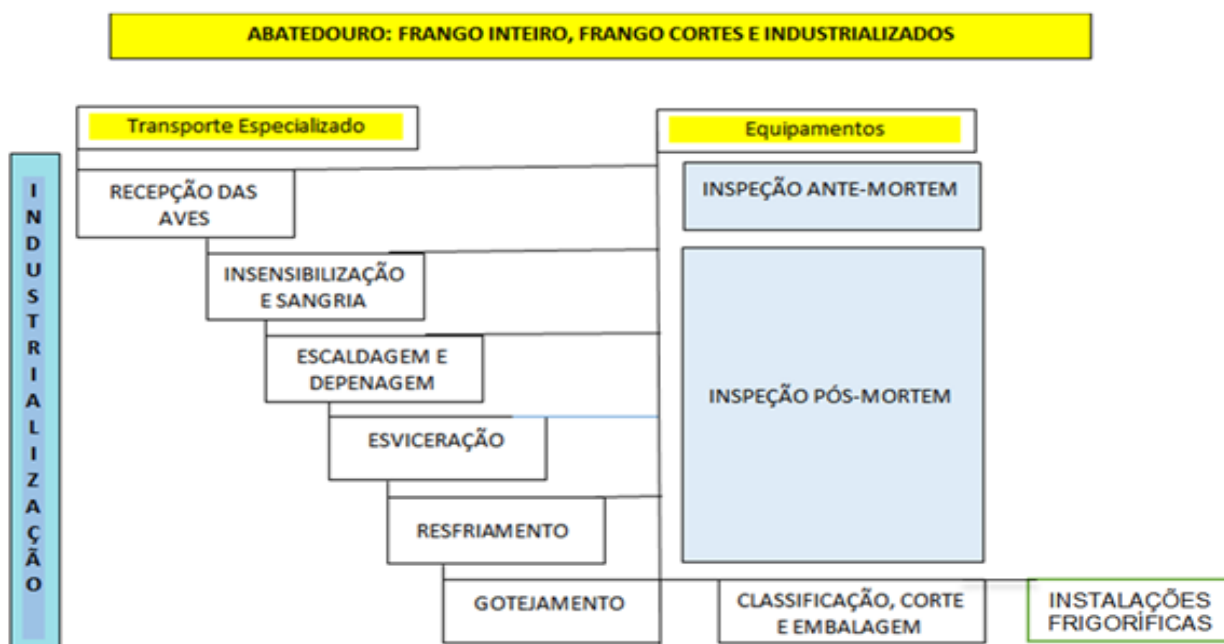 ABATEDOURO: FRANGO INTEIRO, FRANGO CORTES E INDUSTRIALIZADOS
Transporte Especializado
Equipamentos
INDUSTRIALIZAÇÃO
RECEPÇÃO DAS
AVES
INSPEÇÃO ANTE-MORTEM
INSENSIBILIZAÇÃO
E SANGRIA
ESCALDAGEM E
DEPENAGEM
INSPEÇÃO PÓS-MORTEM
ESVICERAÇÃO
RESFRIAMENTO
GOTEJAMENTO
CLASSIFICAÇÃO, CORTE
E EMBALAGEM
INSTALAÇÕES
FRIGORÍFICAS